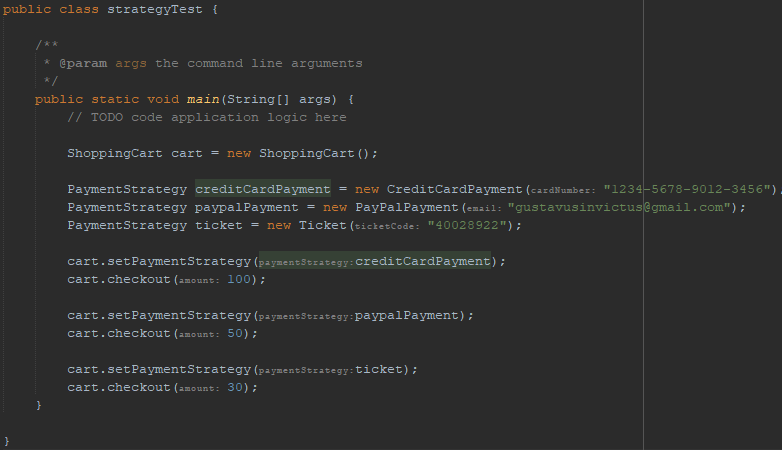 public class strategyTest {
/**
* @param args the command line arguments
*/
public static void main(String[] args) {
// TODO code application logic here
ShoppingCart cart = new ShoppingCart();
PaymentStrategy creditCardPayment = new CreditCardPayment(cardNumber: "1234-5678-9012-3456");
PaymentStrategy paypalPayment = new PayPalPayment(email: "gustavusinvictus@gmail.com");
PaymentStrategy ticket = new Ticket(ticketCode: "40028922");
cart.setPaymentStrategy(paymentStrategy:creditCardPayment);
cart.checkout(amount: 100);
cart.setPaymentStrategy(paymentStrategy:paypalPayment);
cart.checkout(amount: 50);
cart.setPaymentStrategy(paymentStrategy:ticket);
cart.checkout(amount: 30);
}
}